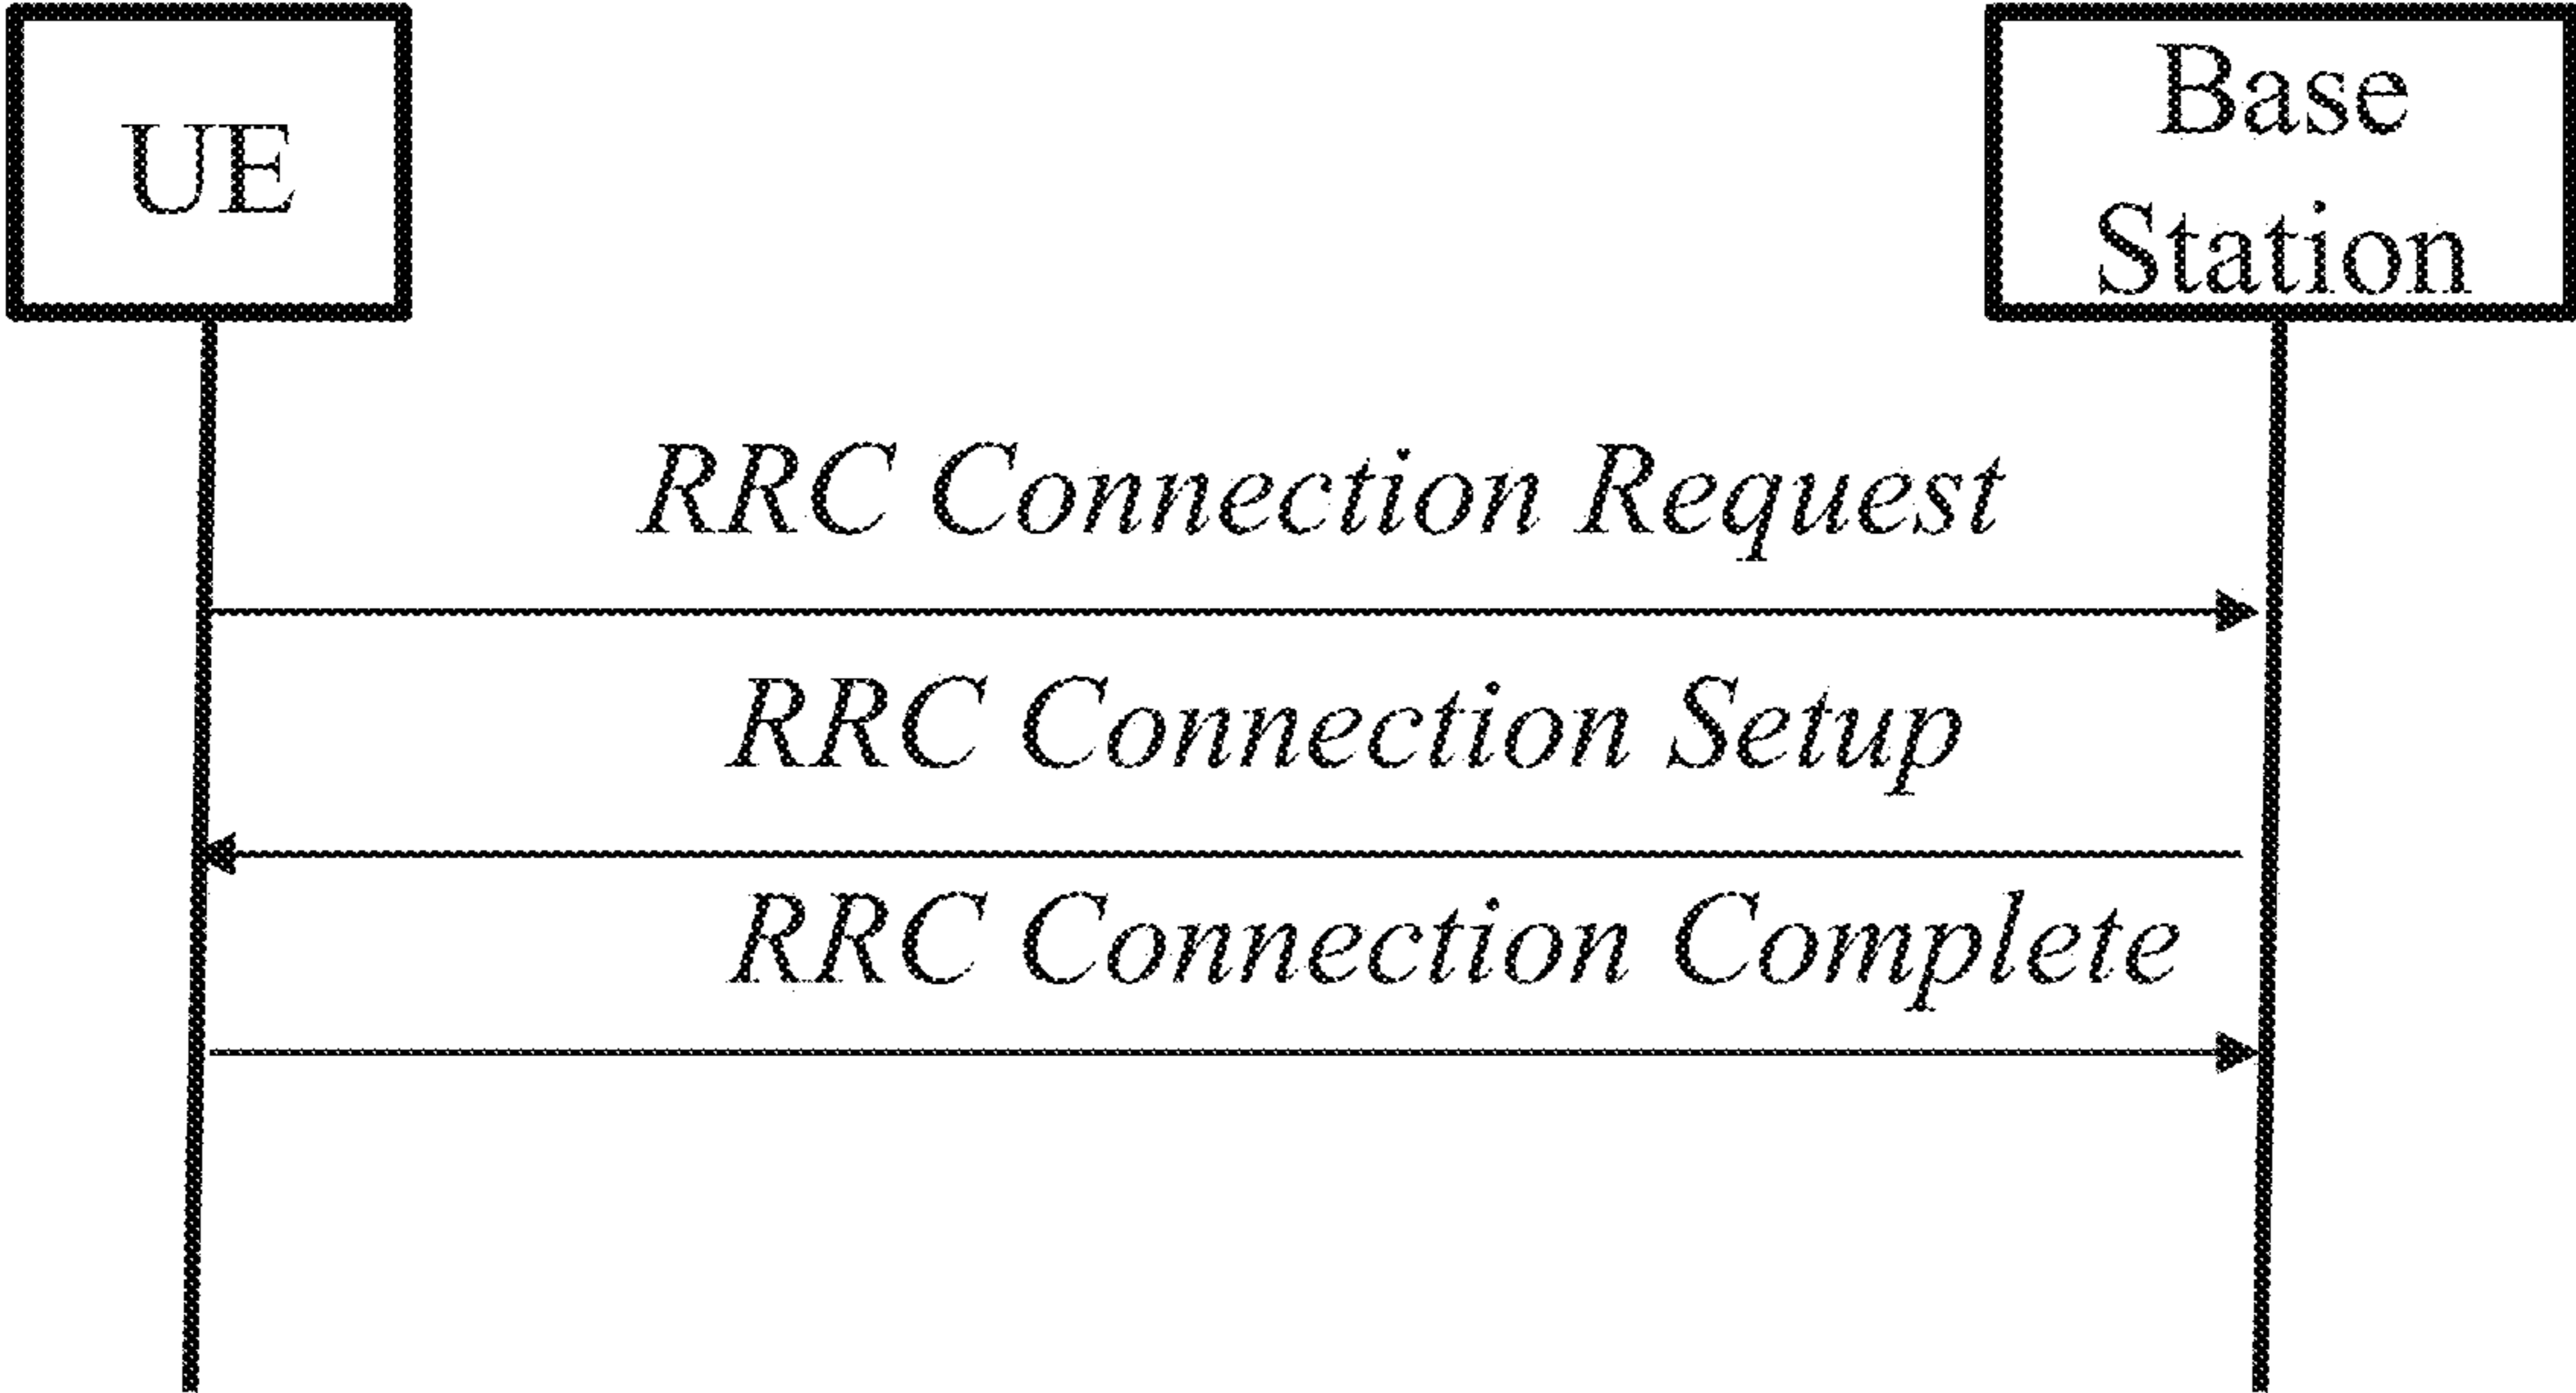 UE
Base
Station
RRC Connection Request
RRC Connection Setup
RRC Connection Complete